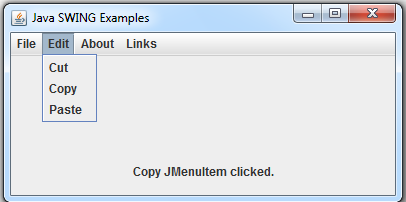 Java SWING Examples
File Edit About Links
Cut
Copy
Paste
Copy JMenuItem clicked.